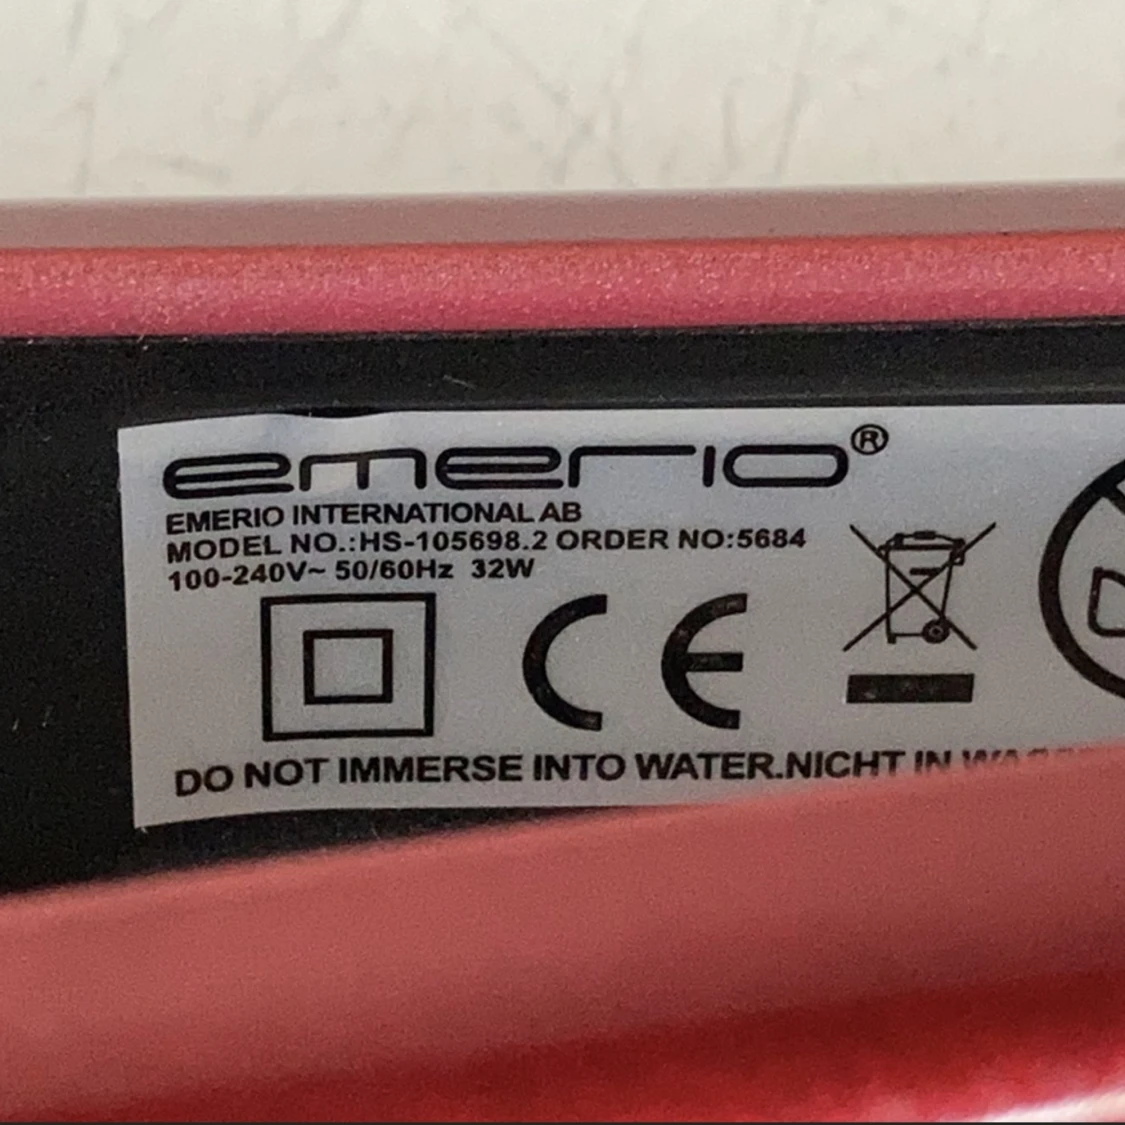 emerio®
EMERIO INTERNATIONAL AB
MODEL NO.:HS-105698.2 ORDER NO:5684
100-240V~ 50/60Hz 32W
CE
DO NOT IMMERSE INTO WATER.NICHT IN